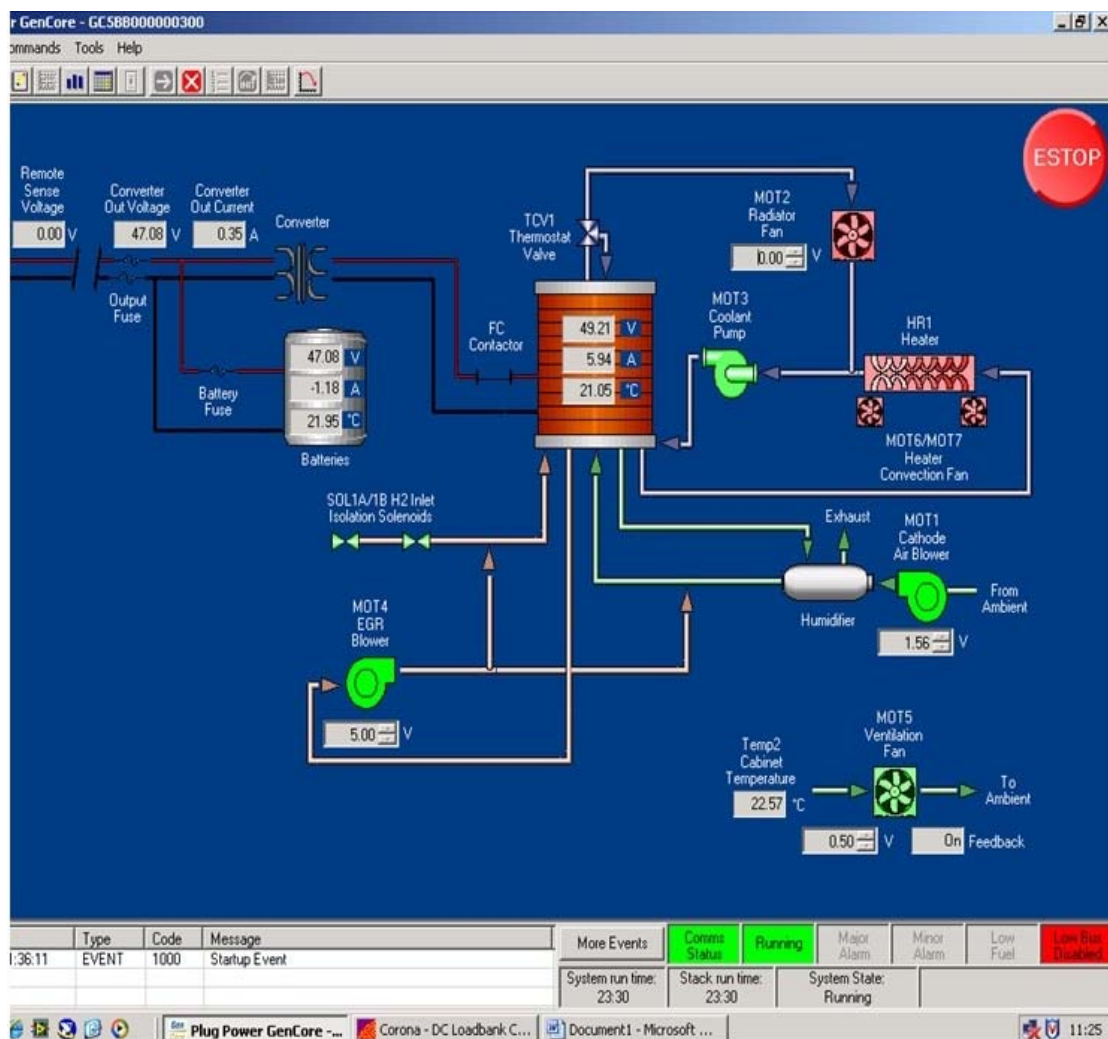 r GenCore - GCSBB000000300
ommands Tools Help
ESTOP
Remote
Sense
Voltage
0.00 V
Converter
Out Voltage
47.08 V
Converter
Out Current
0.35 A
Converter
Output
Fuse
Battery
Fuse
47.08 V
-1.18 A
21.95 °C
Batteries
FC
Contactor
TCV1
Thermostat
Valve
49.21 V
5.94 A
21.05 °C
MOT2
Radiator
Fan
0.00 V
MOT3
Coolant
Pump
HR1
Heater
MOT6/MOT7
Heater
Convection Fan
SOL1A/1B H2 Inlet
Isolation Solenoids
Exhaust
MOT1
Cathode
Air Blower
From
Ambient
Humidifier
1.56 V
MOT4
EGR
Blower
5.00 V
MOT5
Ventilation
Fan
Temp2
Cabinet
Temperature
22.57 °C
To
Ambient
0.50 V On Feedback
Type Code Message
1:36:11 EVENT 1000 Startup Event
More Events
Comms
Status
Running
Major
Alarm
Minor
Alarm
Low
Fuel
Low Bus
Disabled
System run time:
23:30
Stack run time:
23:30
System State:
Running
Plug Power GenCore -...
Corona - DC Loadbank C...
Document1 - Microsoft ...
11:25